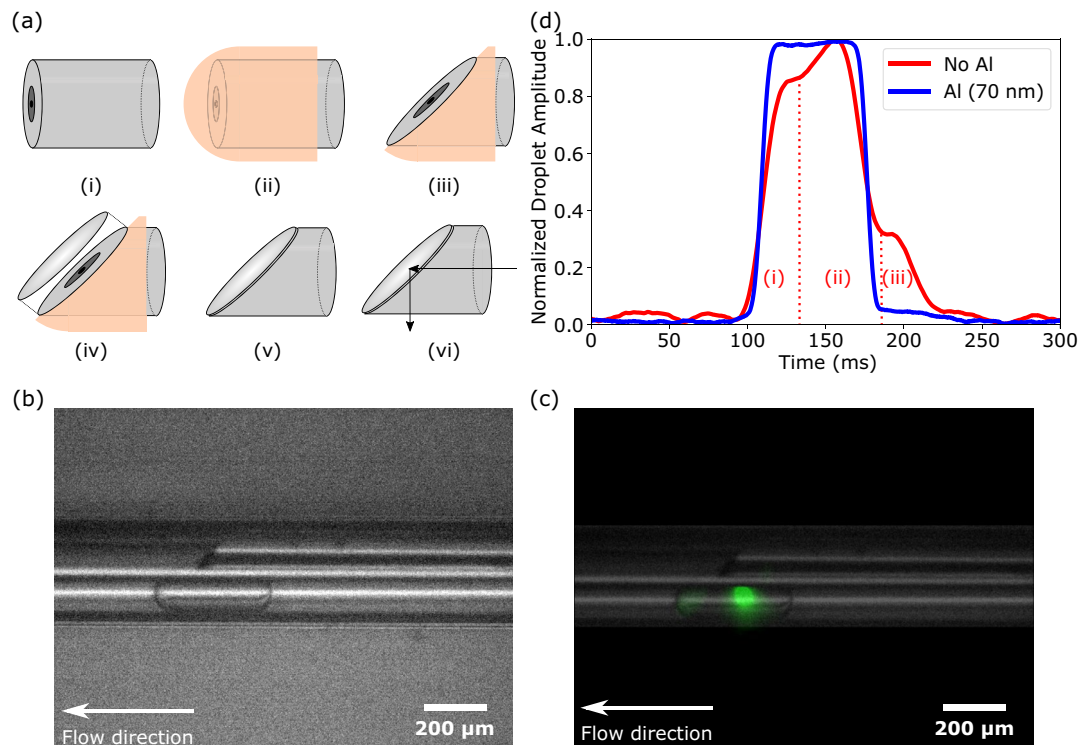 (a)
(i)
(ii)
(iii)
(iv)
(v)
(vi)
(d)
Normalized Droplet Amplitude
1.0
0.8
0.6
0.4
0.2
0.0
No Al
Al (70 nm)
(i)
(ii)
(iii)
0
50
100
150
200
250
300
Time (ms)
(b)
Flow direction
200 µm
(c)
Flow direction
200 µm